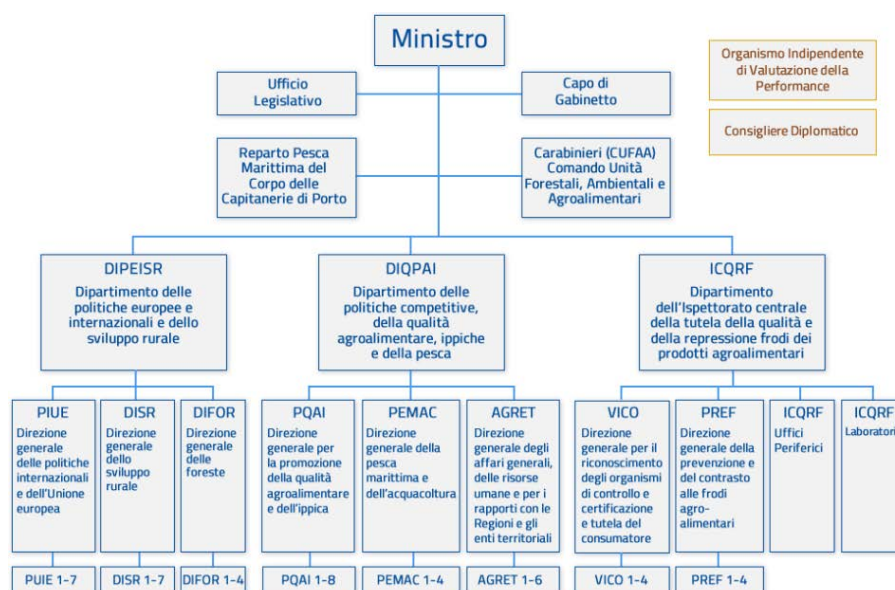 Ministro
Organismo Indipendente
di Valutazione della
Performance
Ufficio
Legislativo
Capo di
Gabinetto
Consigliere Diplomatico
Reparto Pesca
Marittima del
Corpo delle
Capitanerie di Porto
Carabinieri (CUFAA)
Comando Unità
Forestali, Ambientali e
Agroalimentari
DIPEISR
Dipartimento delle
politiche europee e
internazionali e dello
sviluppo rurale
DIQPAI
Dipartimento delle
politiche competitive,
della qualità
agroalimentare, ippiche
e della pesca
ICQRF
Dipartimento
dell'Ispettorato centrale
della tutela della qualità e
della repressione frodi dei
prodotti agroalimentari
PIUE
Direzione
generale
delle politiche
internazionali
e dell'Unione
europea
DISR
Direzione
generale
dello
sviluppo
rurale
DIFOR
Direzione
generale
delle
foreste
PQAI
Direzione
generale per
la promozione
della qualità
agroalimentare
e dell'ippica
PEMAC
Direzione
generale della
pesca
marittima e
dell'acquacoltura
AGRET
Direzione
generale degli
affari generali,
delle risorse
umane e per i
rapporti con le
Regioni e gli
enti territoriali
VICO
Direzione
generale per il
riconoscimento
degli organismi
di controllo e
certificazione
e tutela del
consumatore
PREF
Direzione
generale della
prevenzione e
del contrasto
alle frodi
agro-
alimentari
ICQRF
Uffici
Periferici
ICQRF
Laboratori
PUIE 1-7
DISR 1-7
DIFOR 1-4
PQAI 1-8
PEMAC 1-4
AGRET 1-6
VICO 1-4
PREF 1-4